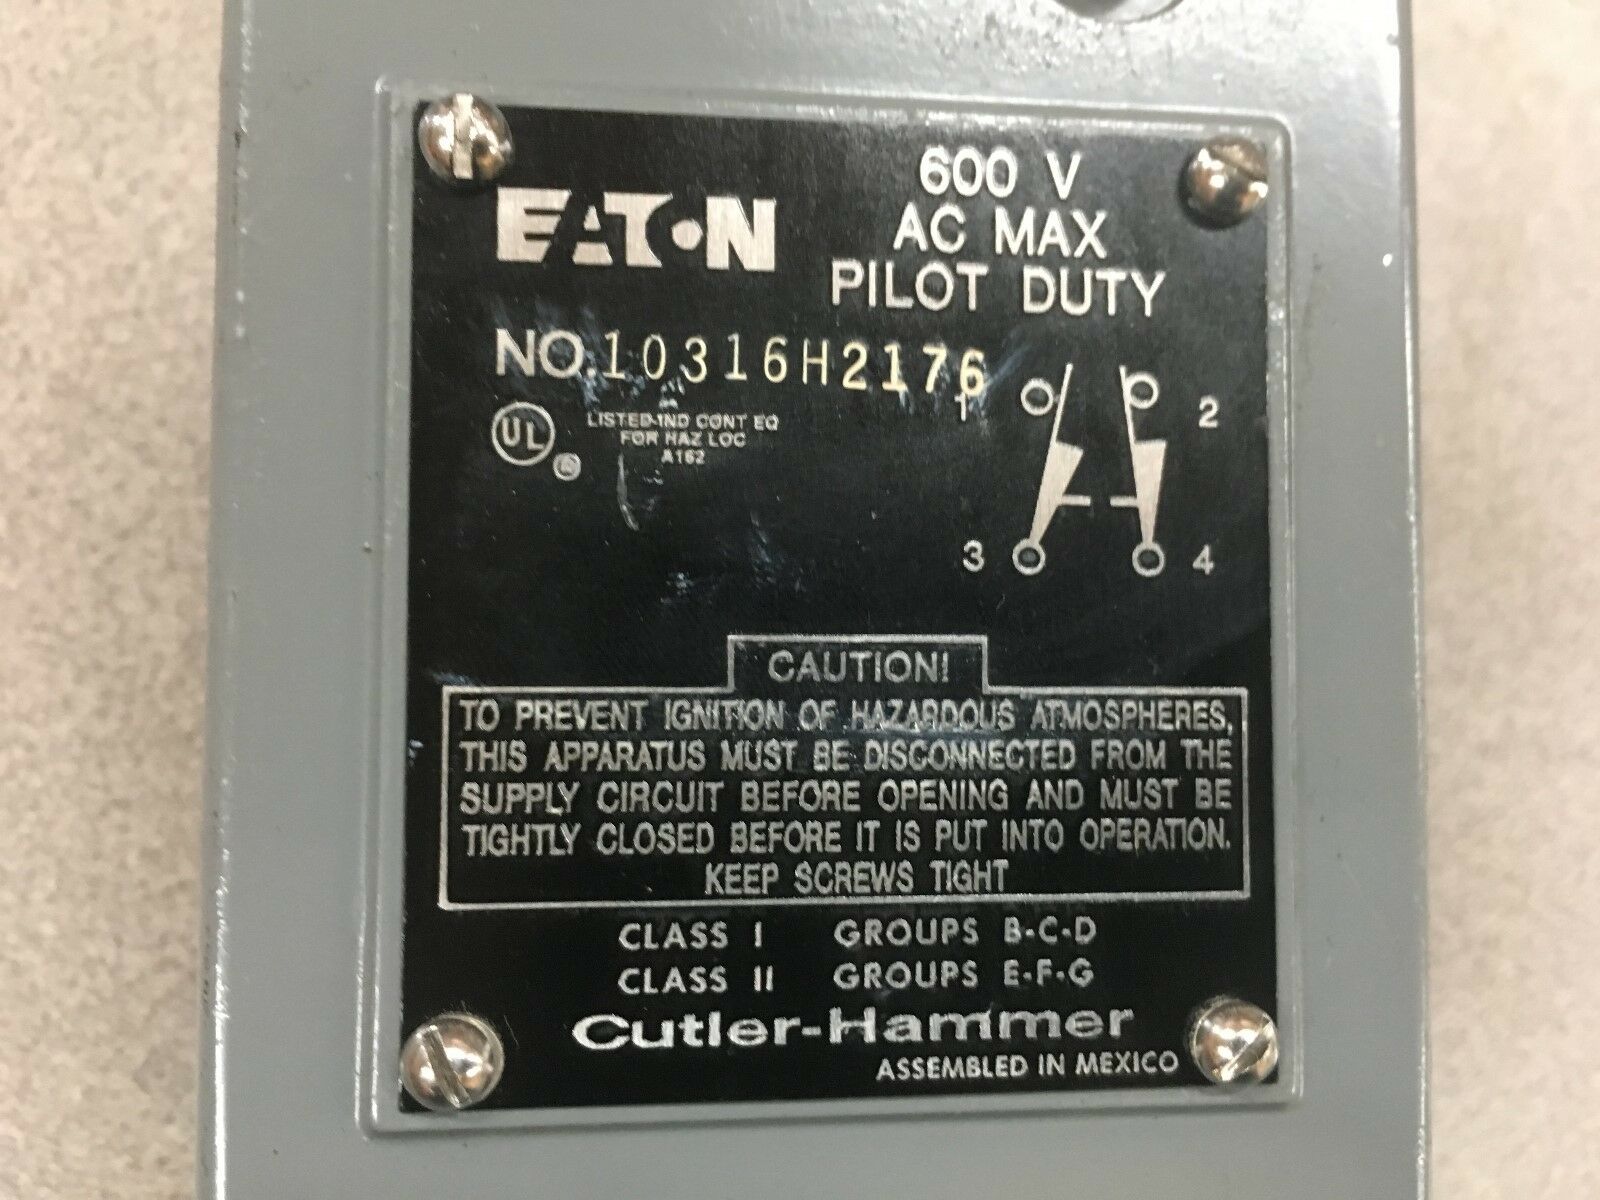 600 V
AC MAX
PILOT DUTY
EATON
NO. 10316H2176
UL
®
LISTED-IND CONT EQ
FOR HAZ LOC
A162
1
2
3
4
CAUTION!
TO PREVENT IGNITION OF HAZARDOUS ATMOSPHERES,
THIS APPARATUS MUST BE DISCONNECTED FROM THE
SUPPLY CIRCUIT BEFORE OPENING AND MUST BE
TIGHTLY CLOSED BEFORE IT IS PUT INTO OPERATION.
KEEP SCREWS TIGHT
CLASS I GROUPS B-C-D
CLASS II GROUPS E-F-G
Cutler-Hammer
ASSEMBLED IN MEXICO